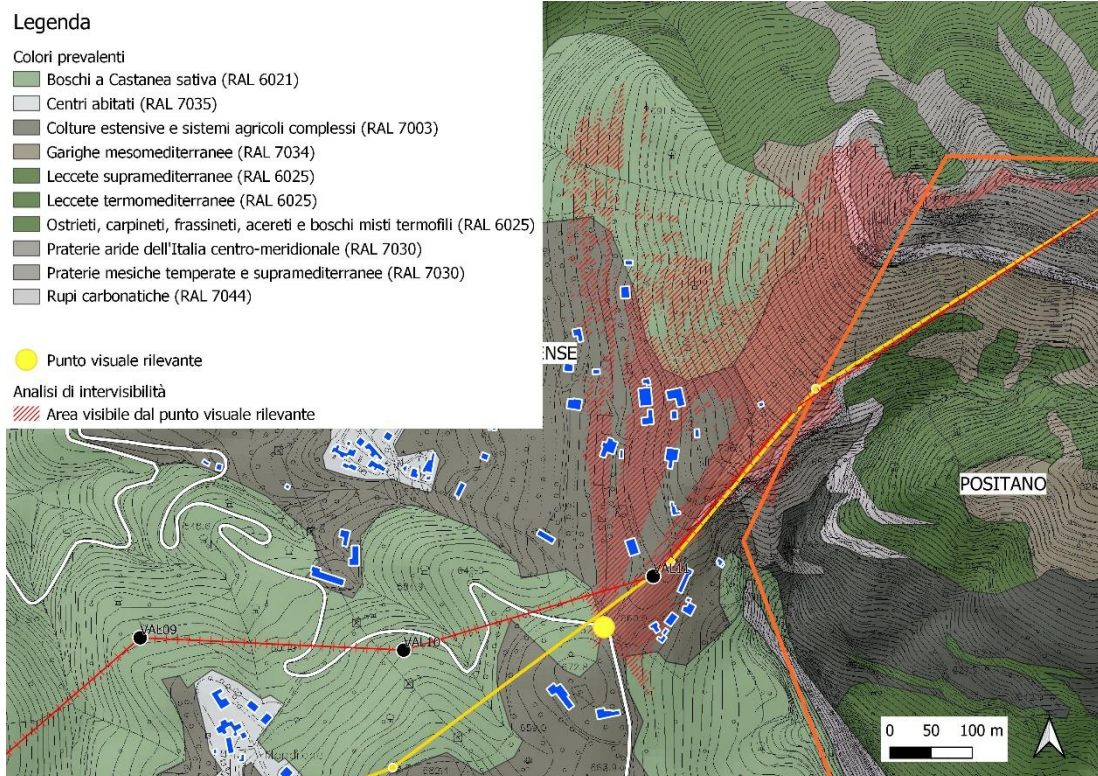 Legenda
Colori prevalenti
Boschi a Castanea sativa (RAL 6021)
Centri abitati (RAL 7035)
Colture estensive e sistemi agricoli complessi (RAL 7003)
Garighe mesomediterranee (RAL 7034)
Leccete supramediterranee (RAL 6025)
Leccete termomediterranee (RAL 6025)
Ostrieti, carpineti, frassineti, acereti e boschi misti termofili (RAL 6025)
Praterie aride dell'Italia centro-meridionale (RAL 7030)
Praterie mesiche temperate e supramediterranee (RAL 7030)
Rupi carbonatiche (RAL 7044)
Punto visuale rilevante
Analisi di intervisibilità
Area visibile dal punto visuale rilevante
ENSE
POSITANO
VAL11
VAL09
VAL10
672.8
659.0
0 50 100 m